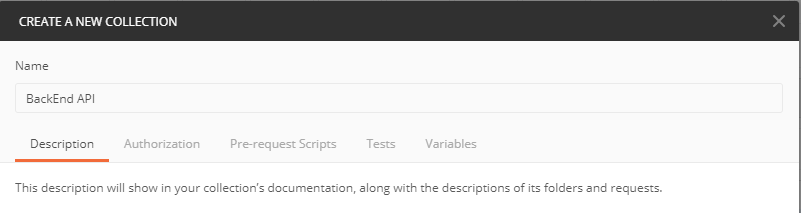 CREATE A NEW COLLECTION
Name
BackEnd API
Description Authorization Pre-request Scripts Tests Variables
This description will show in your collection's documentation, along with the descriptions of its folders and requests.